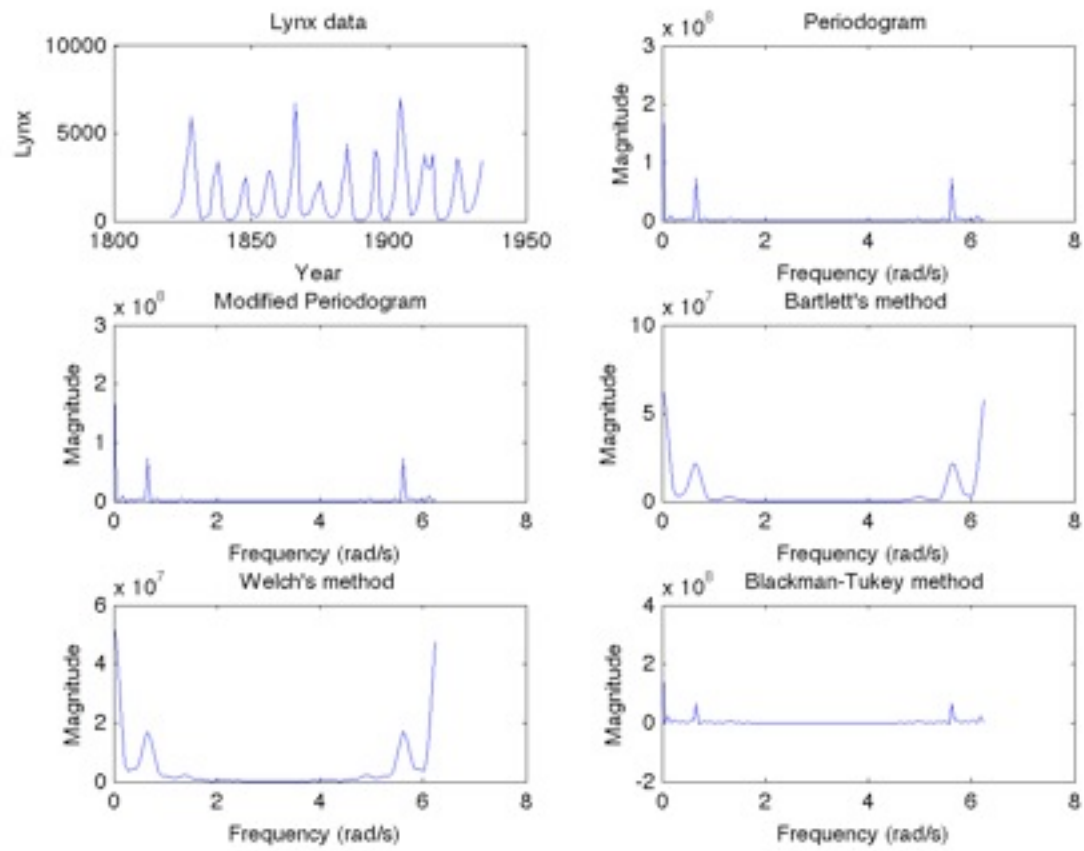 Lynx data
10000
5000
0
Lynx
1800 1850 1900 1950
Year
Periodogram
x 10^8
3
2
1
0
Magnitude
0 2 4 6 8
Frequency (rad/s)
Modified Periodogram
x 10^8
3
2
1
0
Magnitude
0 2 4 6 8
Frequency (rad/s)
Bartlett's method
x 10^7
10
5
0
Magnitude
0 2 4 6 8
Frequency (rad/s)
Welch's method
x 10^7
6
4
2
0
Magnitude
0 2 4 6 8
Frequency (rad/s)
Blackman-Tukey method
x 10^8
4
2
0
-2
Magnitude
0 2 4 6 8
Frequency (rad/s)